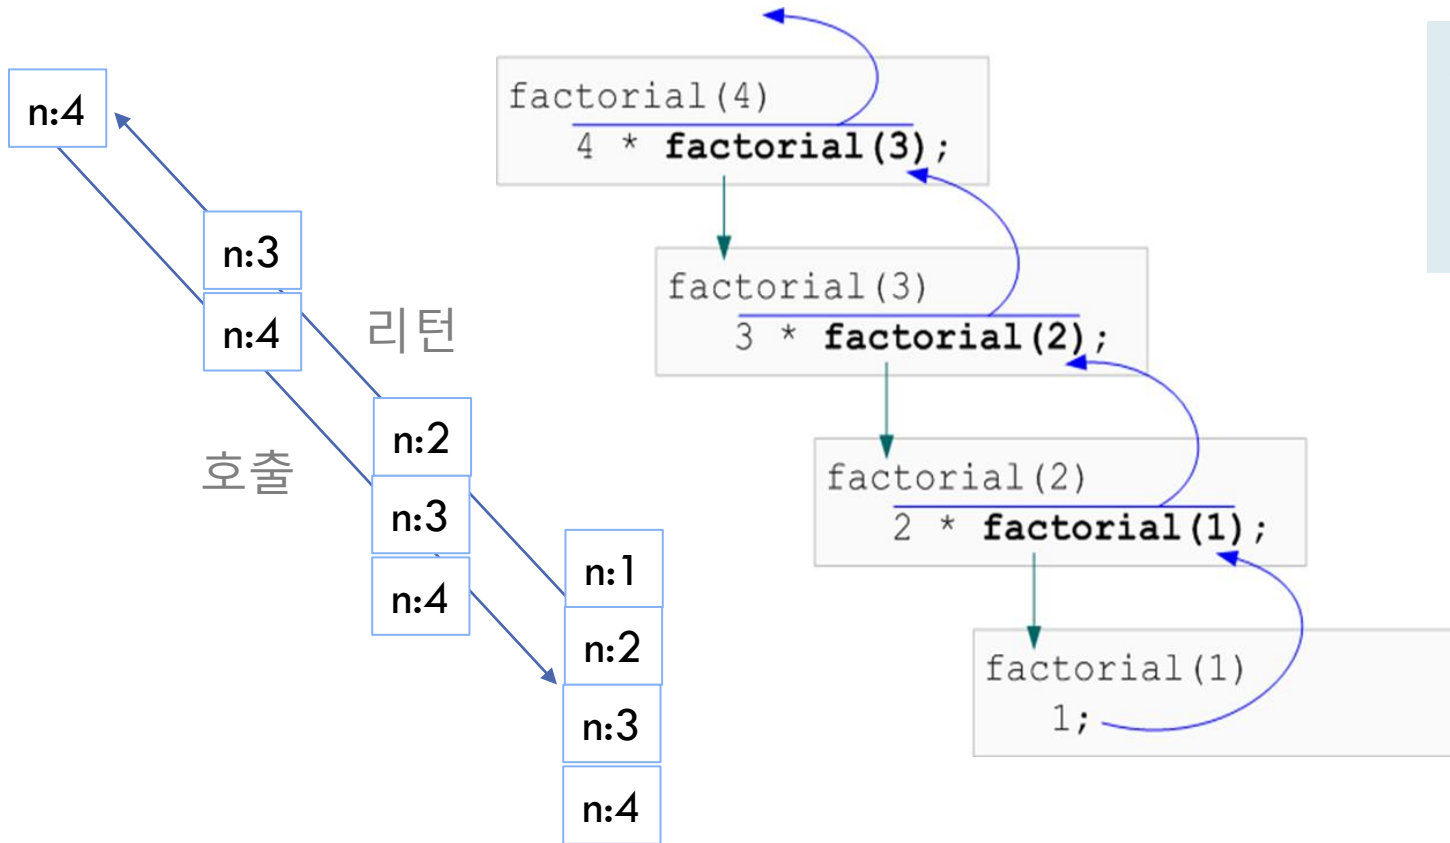 n:4
n:3
n:4
리턴
호출
n:2
n:3
n:4
n:1
n:2
n:3
n:4
factorial(4)
4 * factorial(3);
factorial(3)
3 * factorial(2);
factorial(2)
2 * factorial(1);
factorial(1)
1;